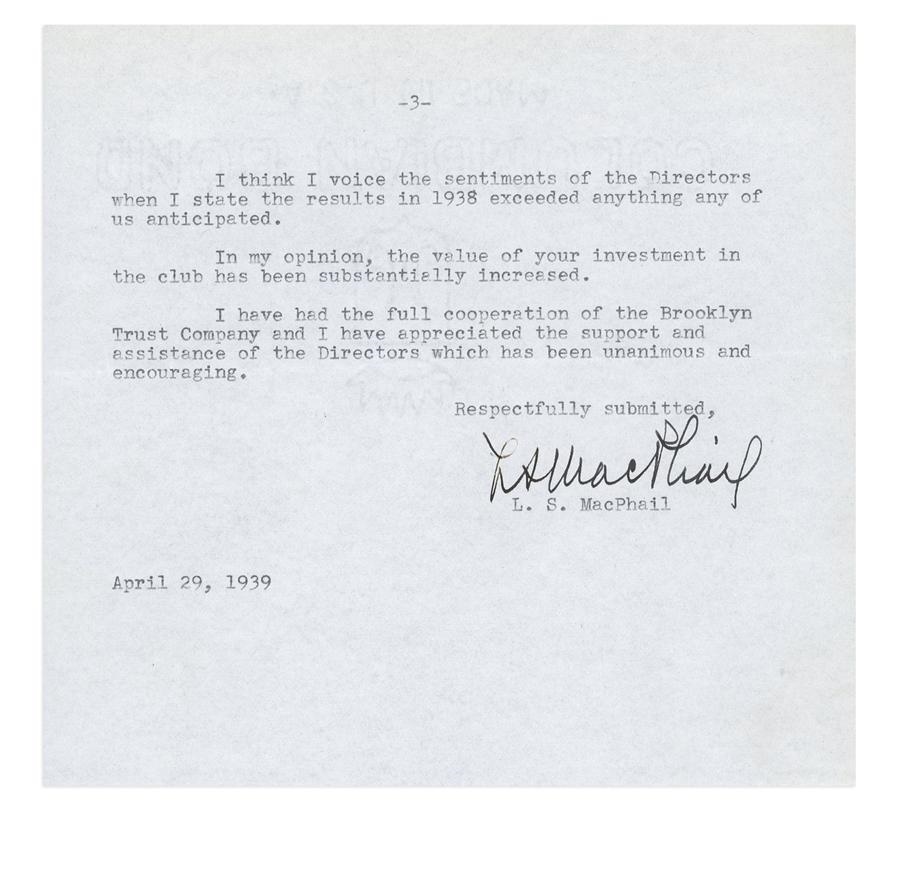 -3-
I think I voice the sentiments of the Directors
when I state the results in 1938 exceeded anything any of
us anticipated.
In my opinion, the value of your investment in
the club has been substantially increased.
I have had the full cooperation of the Brooklyn
Trust Company and I have appreciated the support and
assistance of the Directors which has been unanimous and
encouraging.
Respectfully submitted,
L S MacPhail
L. S. MacPhail
April 29, 1939